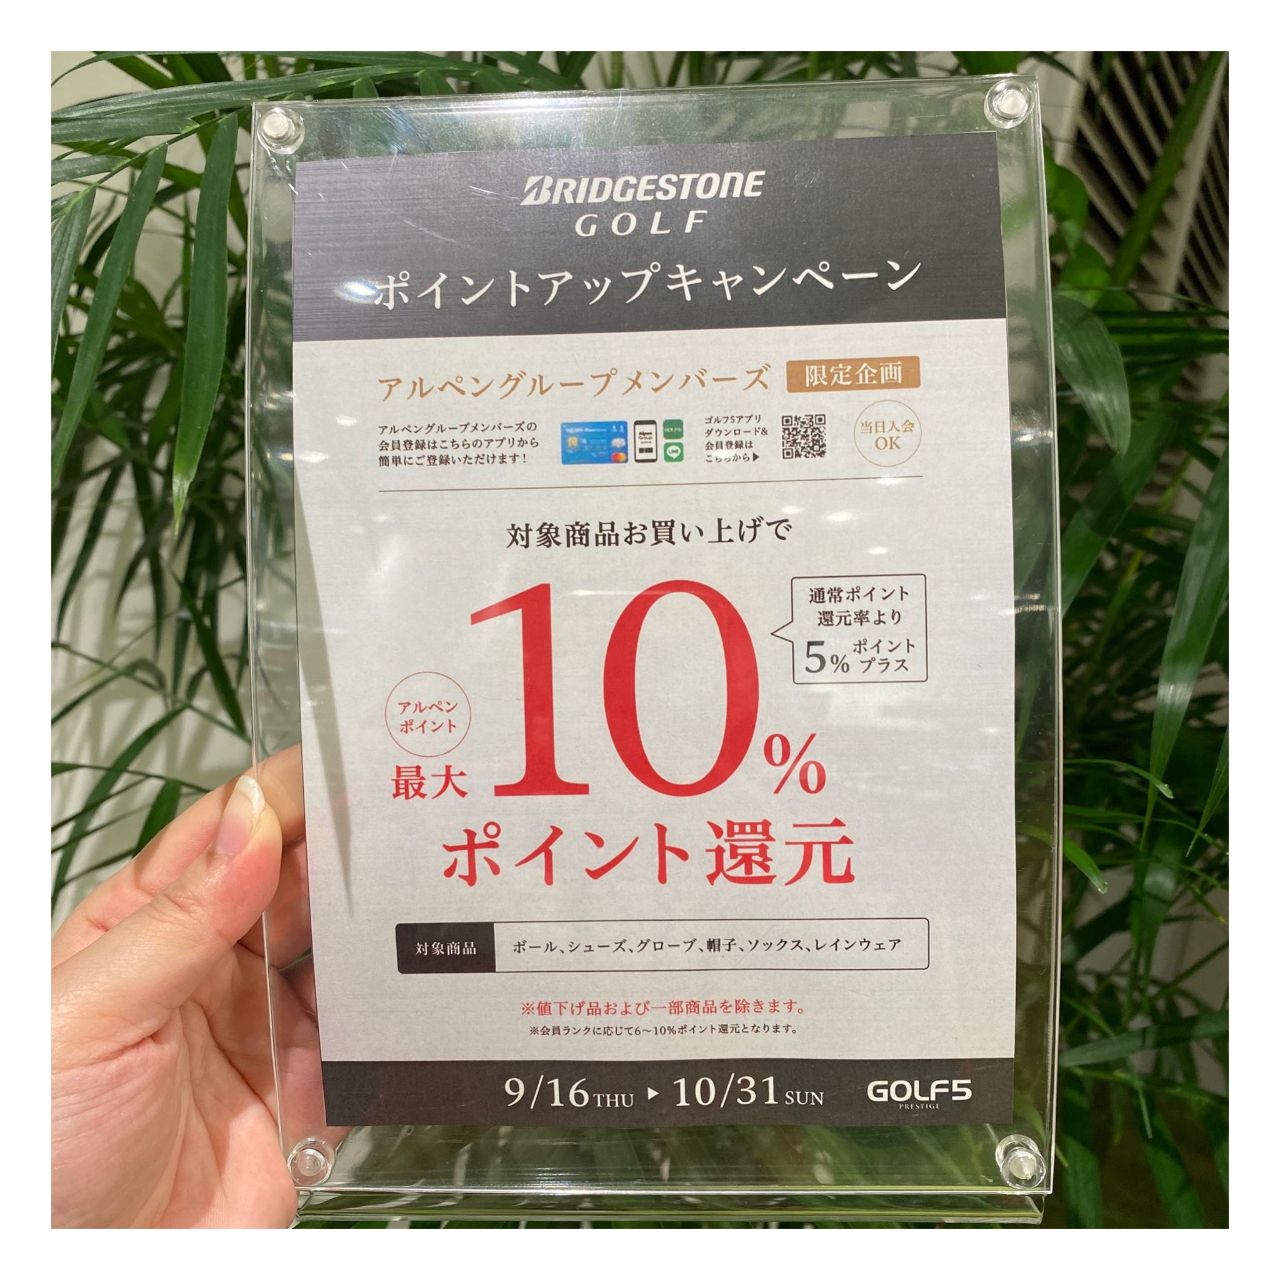 BRIDGESTONE
GOLF
ポイントアップキャンペーン
アルペングループメンバーズ 限定企画
アルペングループメンバーズの
会員登録はこちらのアプリから
簡単にご登録いただけます!
ゴルフ5アプリ
ダウンロード&
会員登録は
こちらから▶
当日入会
OK
対象商品お買い上げで
通常ポイント
還元率より
5% ポイント
プラス
アルペン
ポイント
最大 10%
ポイント還元
対象商品 ボール、シューズ、グローブ、帽子、ソックス、レインウェア
※値下げ品および一部商品を除きます。
※会員ランクに応じて6〜10%ポイント還元となります。
9/16 THU ▶ 10/31 SUN
GOLF5
PRESTIGE